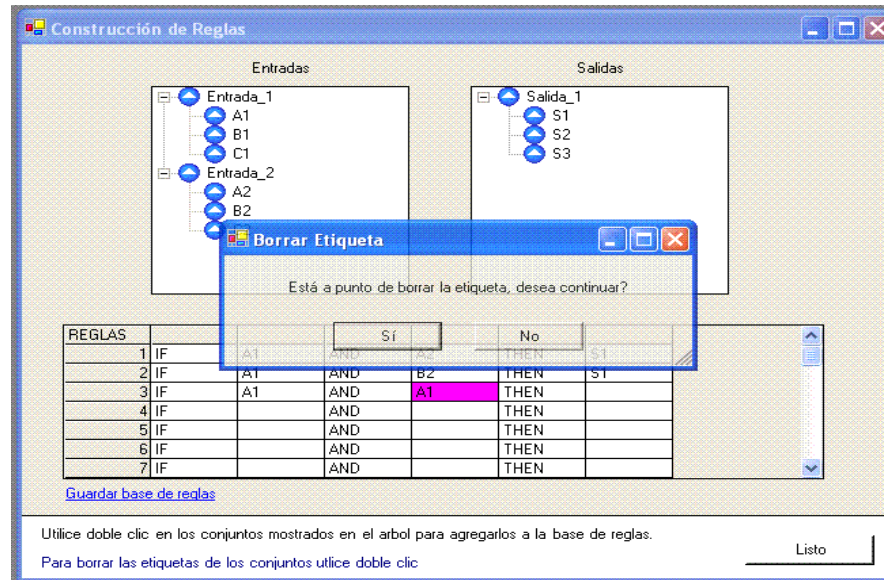 Construcción de Reglas
Entradas
Salidas
Entrada_1
A1
B1
C1
Entrada_2
A2
B2
Salida_1
S1
S2
S3
Borrar Etiqueta
Está a punto de borrar la etiqueta, desea continuar?
Sí
No
REGLAS
1 IF A1 AND A2 THEN S1
2 IF A1 AND B2 THEN S1
3 IF A1 AND A1 THEN
4 IF AND THEN
5 IF AND THEN
6 IF AND THEN
7 IF AND THEN
Guardar base de reglas
Utilice doble clic en los conjuntos mostrados en el arbol para agregarlos a la base de reglas.
Para borrar las etiquetas de los conjuntos utlice doble clic
Listo